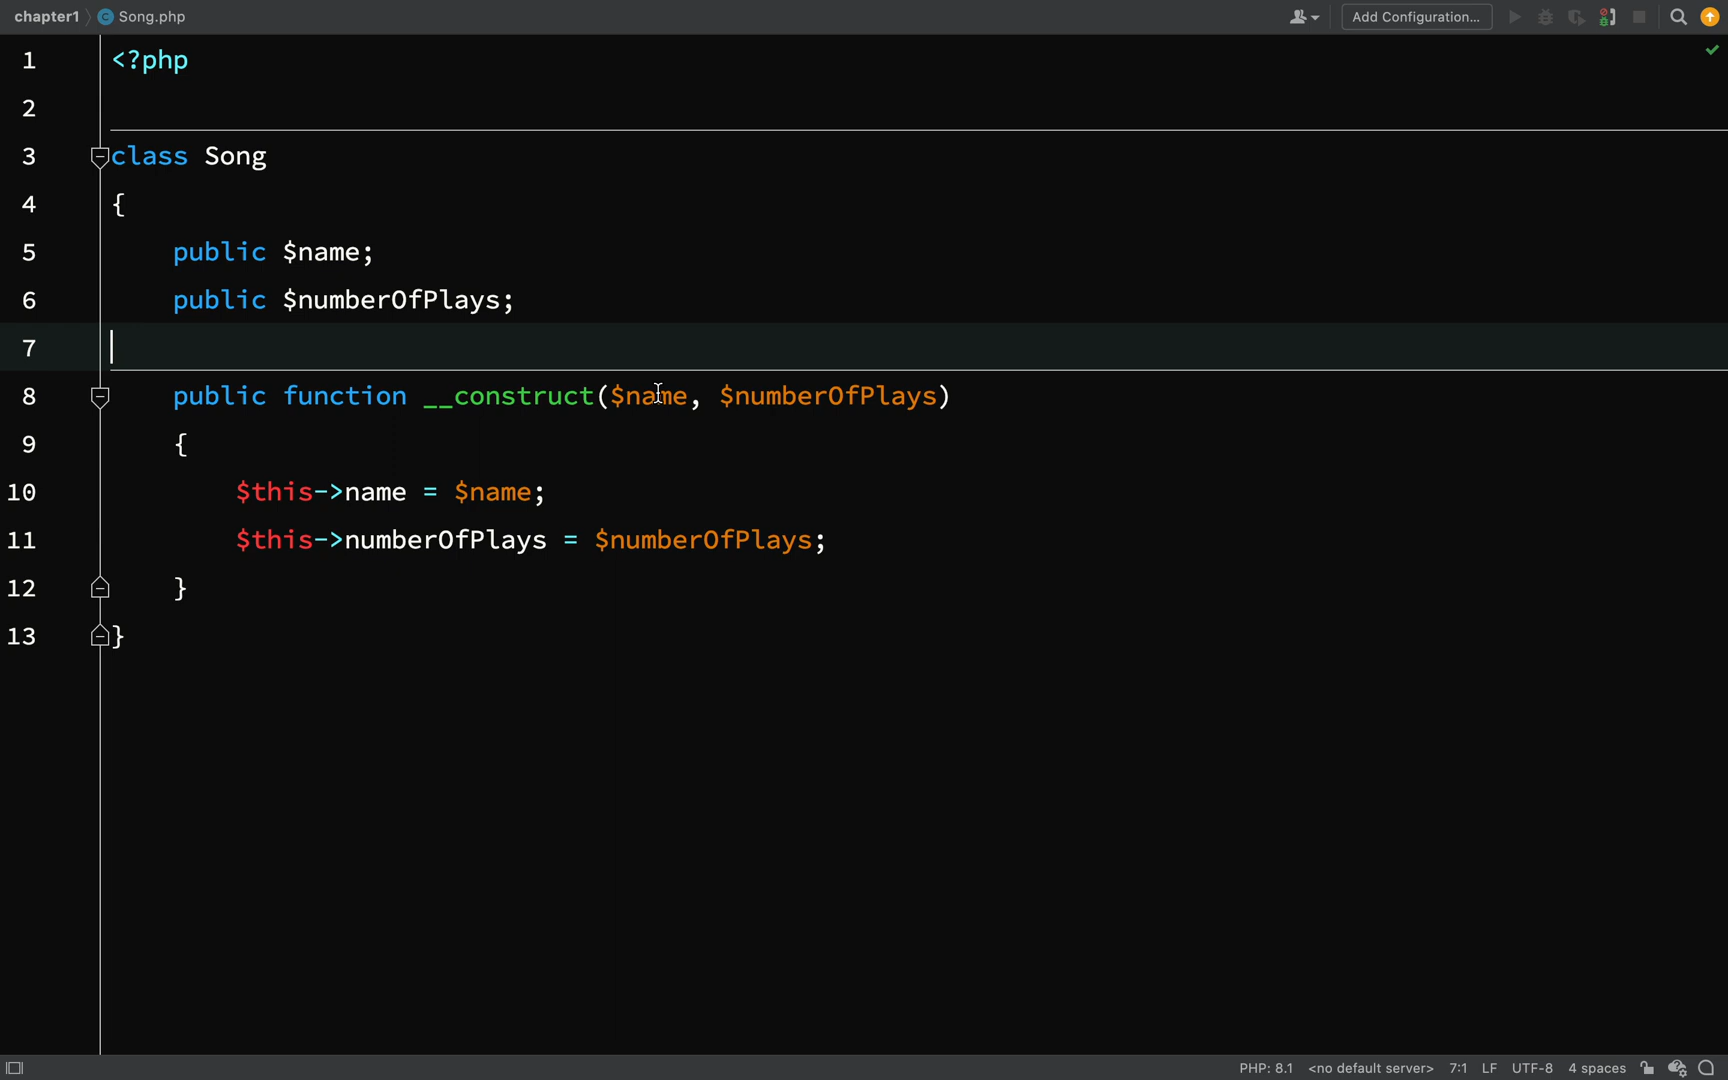 chapter1 Song.php Add Configuration...
1 <?php
2
3 class Song
4 {
5 public $name;
6 public $numberOfPlays;
7
8 public function __construct($name, $numberOfPlays)
9 {
10 $this->name = $name;
11 $this->numberOfPlays = $numberOfPlays;
12 }
13 }
PHP: 8.1 <no default server> 7:1 LF UTF-8 4 spaces